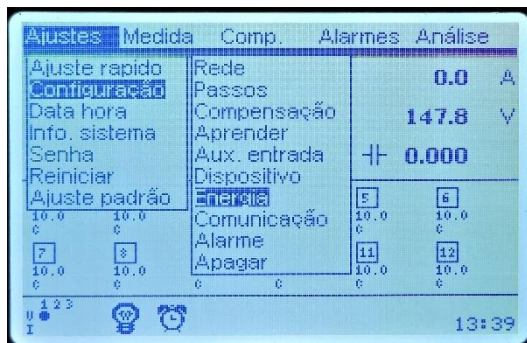 Ajustes Medida Comp. Alarmes Análise
Ajuste rapido
Configuração
Data hora
Info. sistema
Senha
Reiniciar
Ajuste padrão
Rede
Passos
Compensação
Aprender
Aux. entrada
Dispositivo
Energia
Comunicação
Alarme
Apagar
0.0 A
147.8 V
0.000
5 6
10.0 10.0 10.0 10.0
C C C C
7 8 11 12
10.0 10.0 10.0 10.0
C C C C C C
1 2 3
U
I
13:39